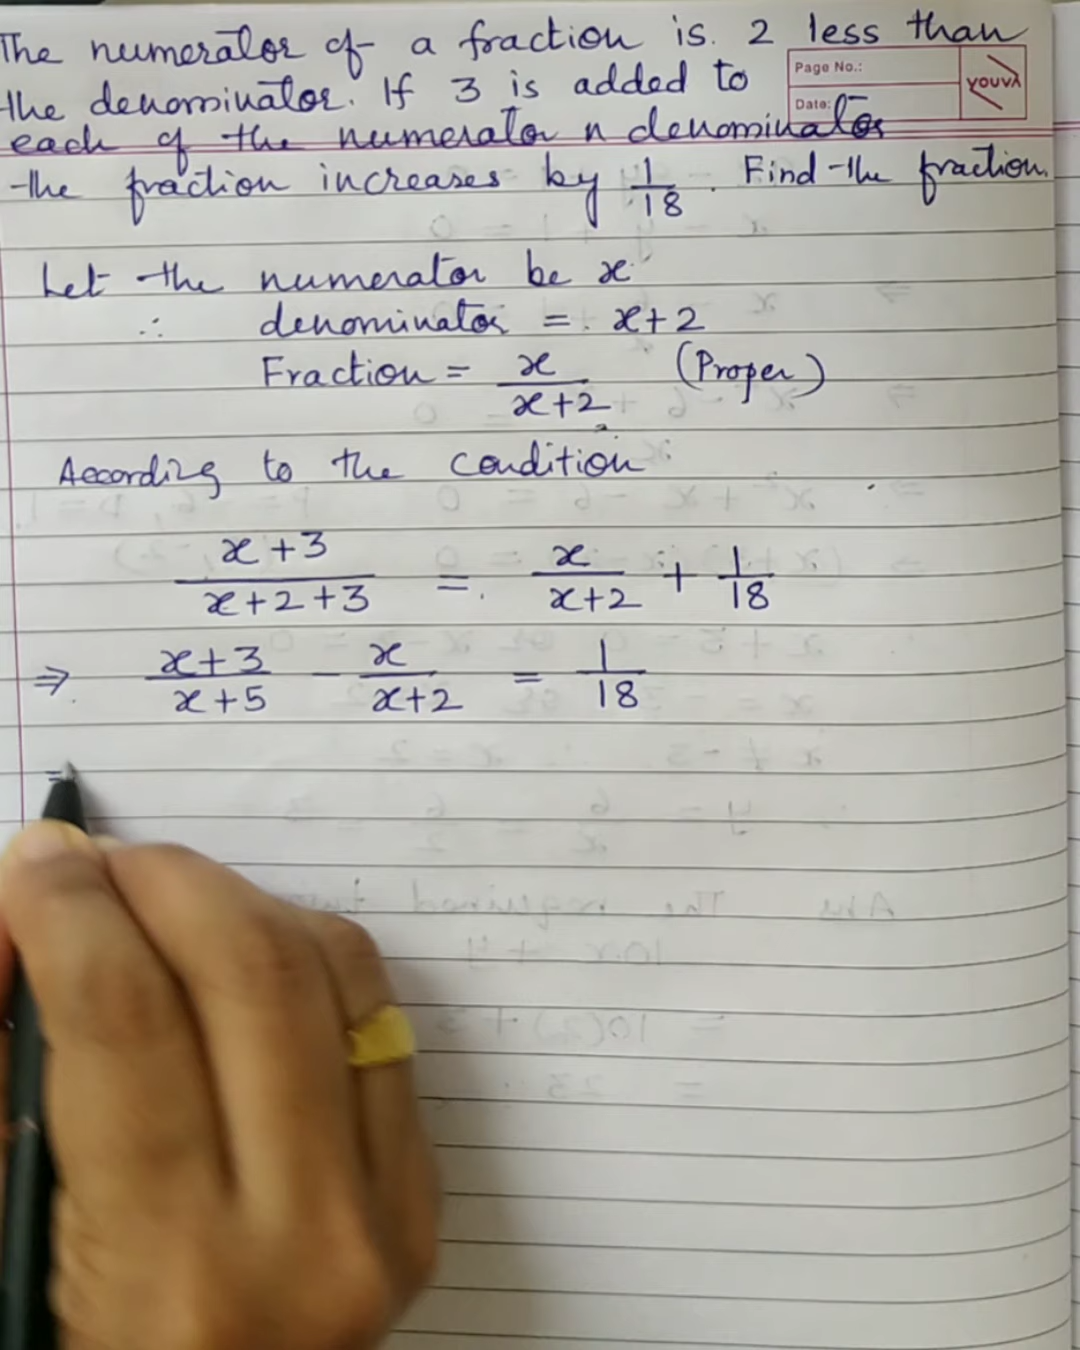 The numerator of a fraction is 2 less than
the denominator. If 3 is added to
Page No.:
Date:
YOUVA
each of the numerator n denominator
the fraction increases by 1/18. Find the fraction.
Let the numerator be x
∴ denominator = x+2
Fraction = x/(x+2) (Proper)
According to the condition
(x+3)/(x+2+3) = x/(x+2) + 1/18
⇒ (x+3)/(x+5) - x/(x+2) = 1/18